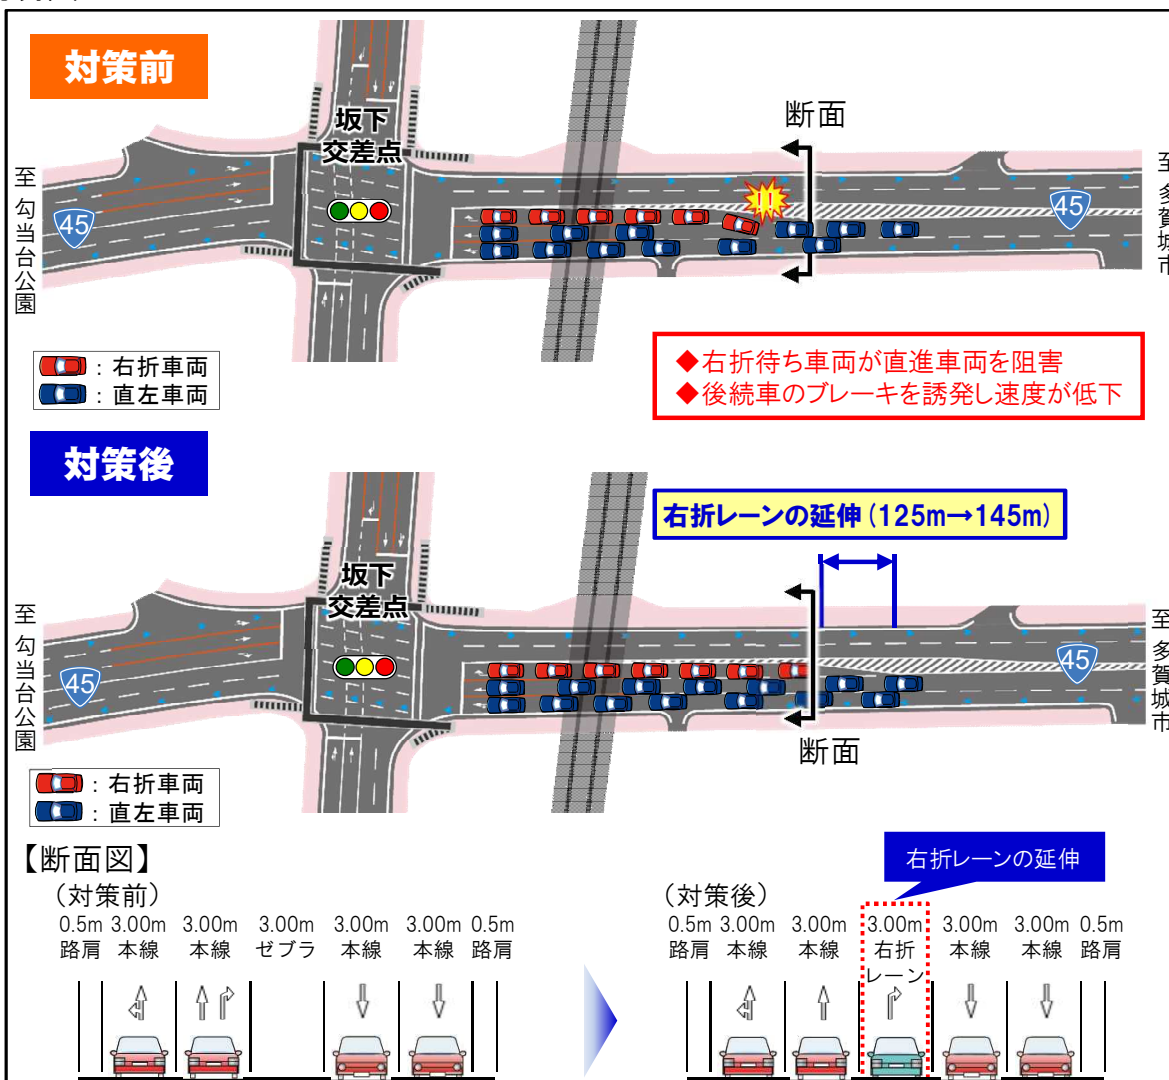 対策前
坂下
交差点
断面
至 勾当台公園
45
45
至 多賀城市
：右折車両
：直左車両
◆右折待ち車両が直進車両を阻害
◆後続車のブレーキを誘発し速度が低下
対策後
右折レーンの延伸(125m→145m)
坂下
交差点
至 勾当台公園
45
45
至 多賀城市
断面
：右折車両
：直左車両
【断面図】
右折レーンの延伸
（対策前）
0.5m 3.00m 3.00m 3.00m 3.00m 3.00m 0.5m
路肩 本線 本線 ゼブラ 本線 本線 路肩
（対策後）
0.5m 3.00m 3.00m 3.00m 3.00m 3.00m 0.5m
路肩 本線 本線 右折 本線 本線 路肩
レーン